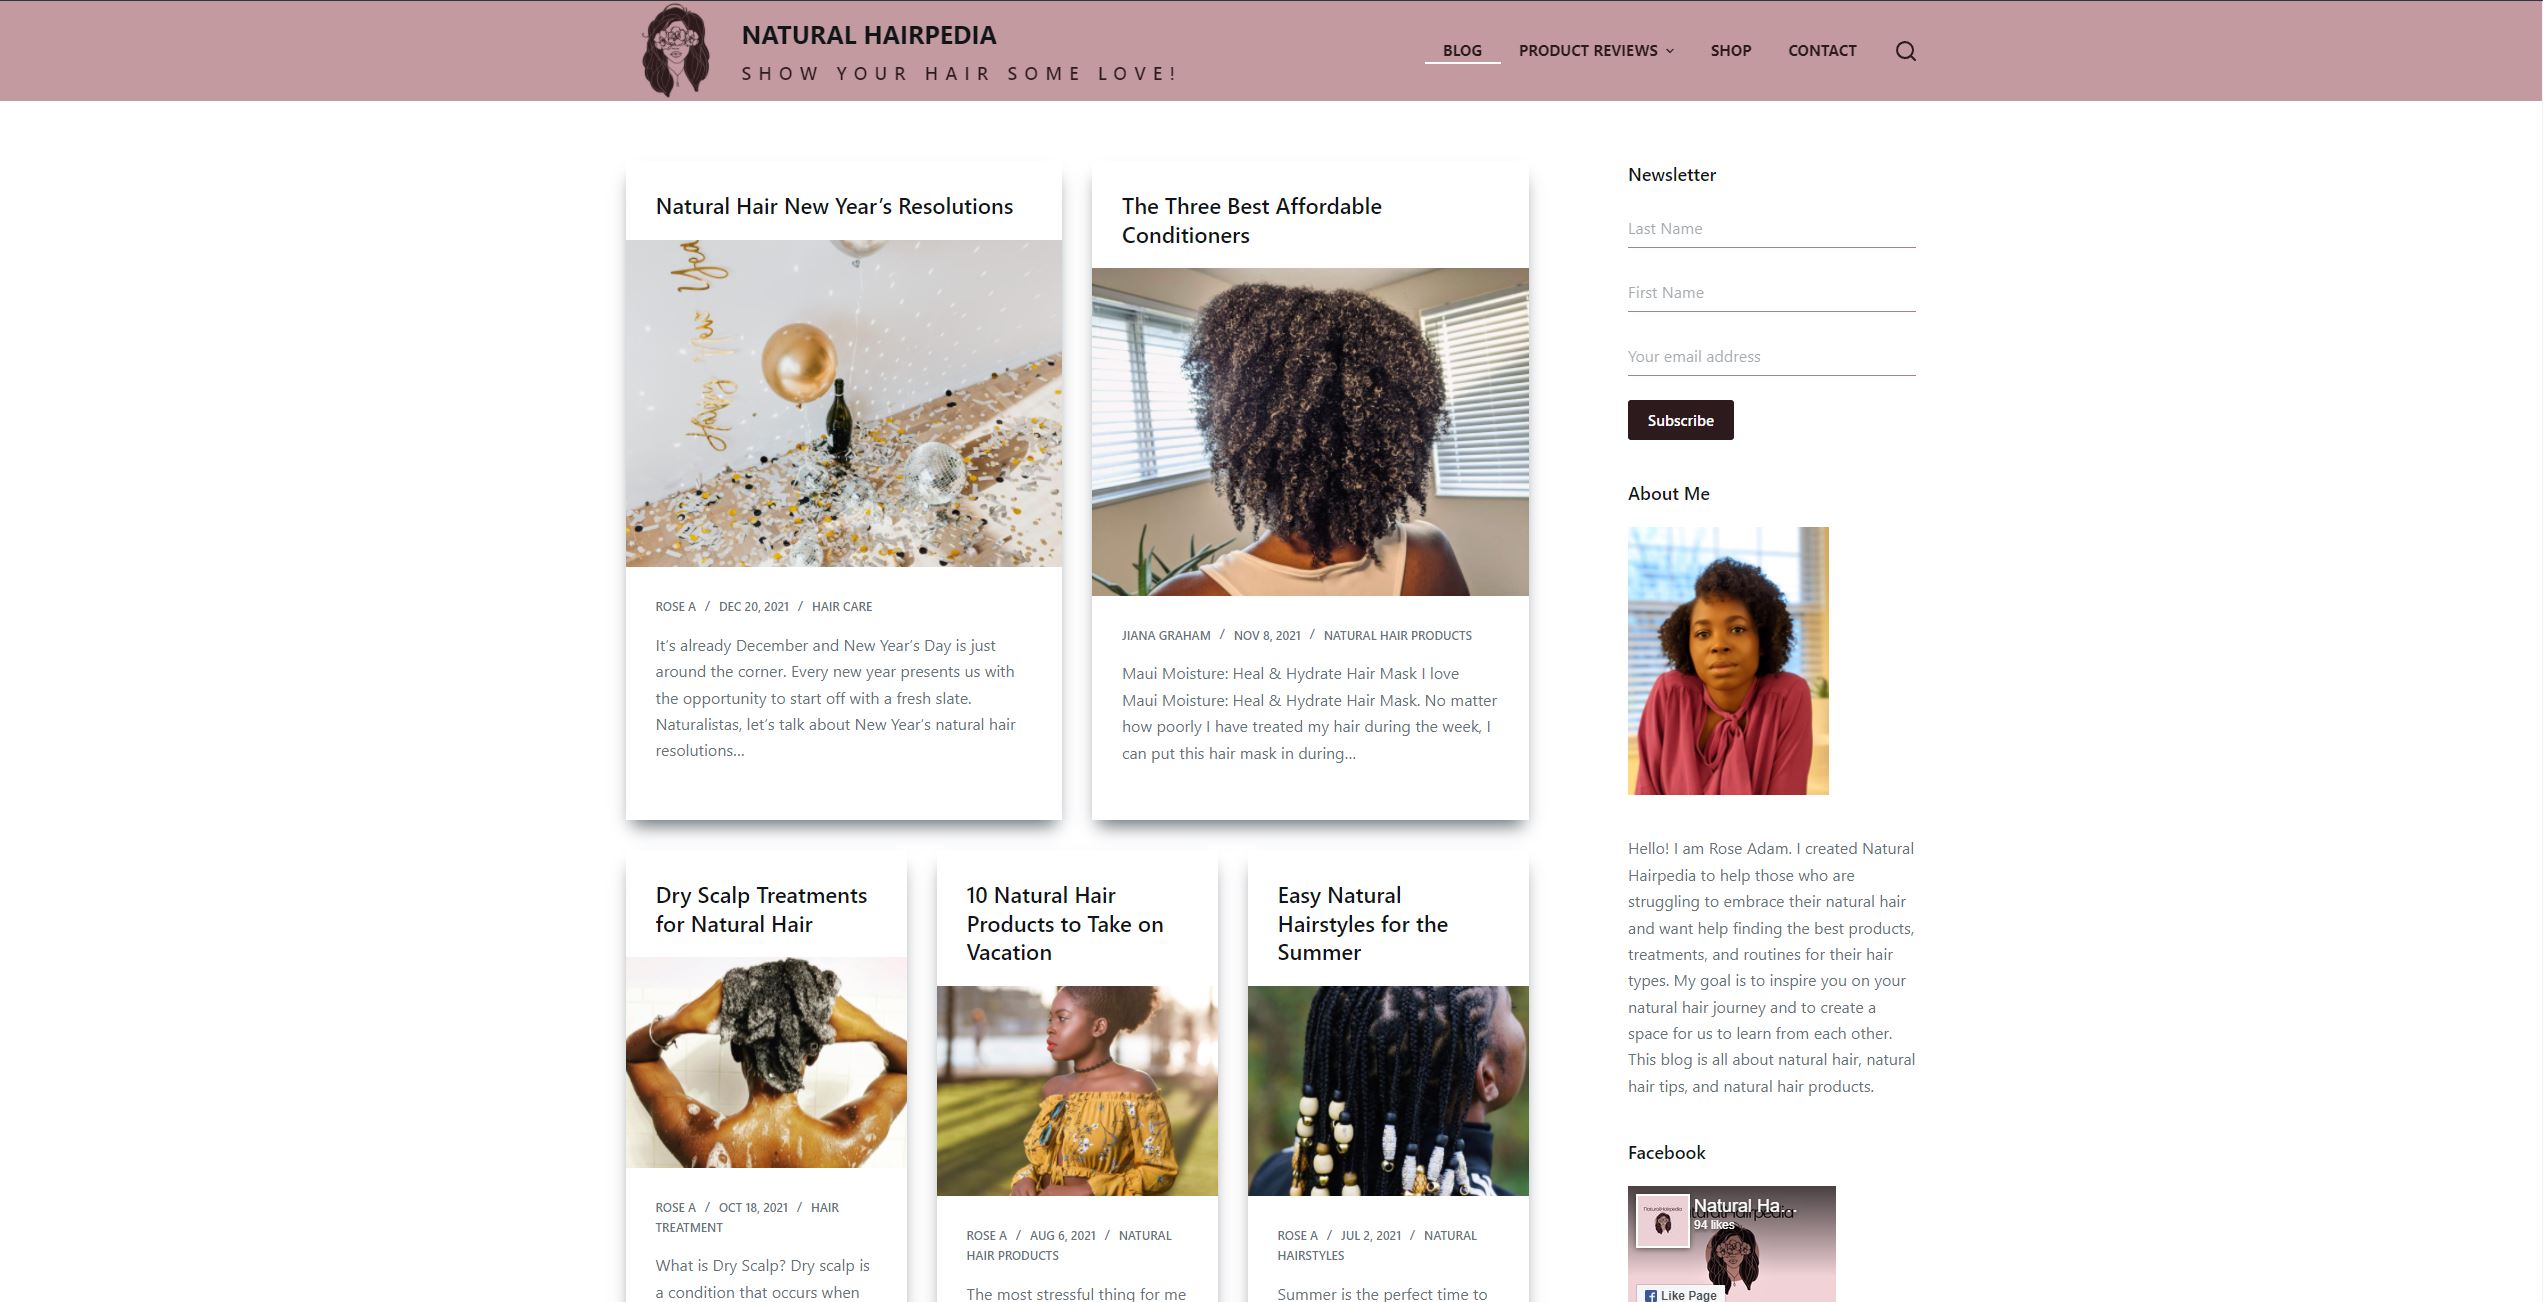 NATURAL HAIRPEDIA
SHOW YOUR HAIR SOME LOVE!
BLOG
PRODUCT REVIEWS
SHOP
CONTACT
Natural Hair New Year’s Resolutions
Happy New Year
ROSE A / DEC 20, 2021 / HAIR CARE
It’s already December and New Year’s Day is just
around the corner. Every new year presents us with
the opportunity to start off with a fresh slate.
Naturalistas, let’s talk about New Year’s natural hair
resolutions…
The Three Best Affordable
Conditioners
JIANA GRAHAM / NOV 8, 2021 / NATURAL HAIR PRODUCTS
Maui Moisture: Heal & Hydrate Hair Mask I love
Maui Moisture: Heal & Hydrate Hair Mask. No matter
how poorly I have treated my hair during the week, I
can put this hair mask in during…
Dry Scalp Treatments
for Natural Hair
ROSE A / OCT 18, 2021 / HAIR
TREATMENT
What is Dry Scalp? Dry scalp is
a condition that occurs when
10 Natural Hair
Products to Take on
Vacation
ROSE A / AUG 6, 2021 / NATURAL
HAIR PRODUCTS
The most stressful thing for me
Easy Natural
Hairstyles for the
Summer
ROSE A / JUL 2, 2021 / NATURAL
HAIRSTYLES
Summer is the perfect time to
Newsletter
Last Name
First Name
Your email address
Subscribe
About Me
Hello! I am Rose Adam. I created Natural
Hairpedia to help those who are
struggling to embrace their natural hair
and want help finding the best products,
treatments, and routines for their hair
types. My goal is to inspire you on your
natural hair journey and to create a
space for us to learn from each other.
This blog is all about natural hair, natural
hair tips, and natural hair products.
Facebook
NaturalHairpedia
Natural Ha...
94 likes
Like Page